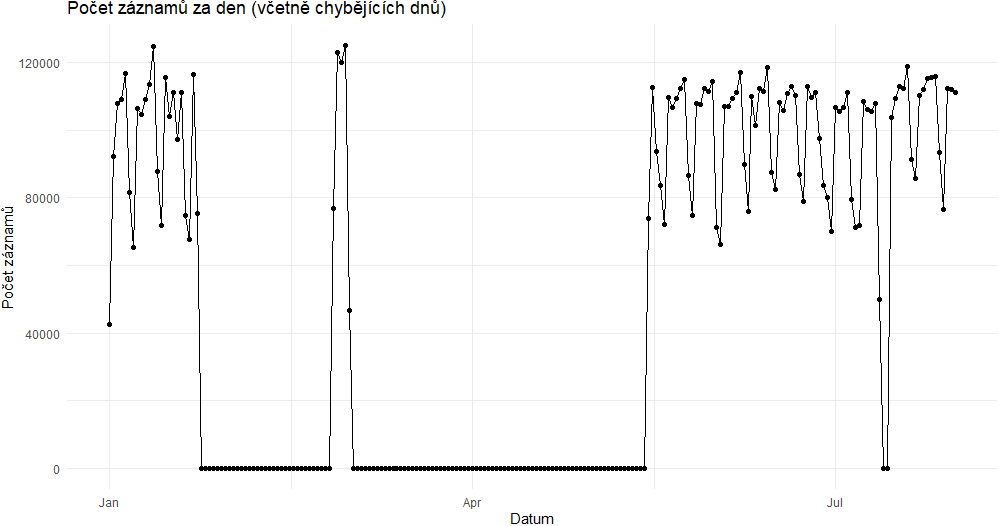 Počet záznamů za den (včetně chybějících dnů)
Počet záznamů
120000
80000
40000
0
Jan
Apr
Jul
Datum